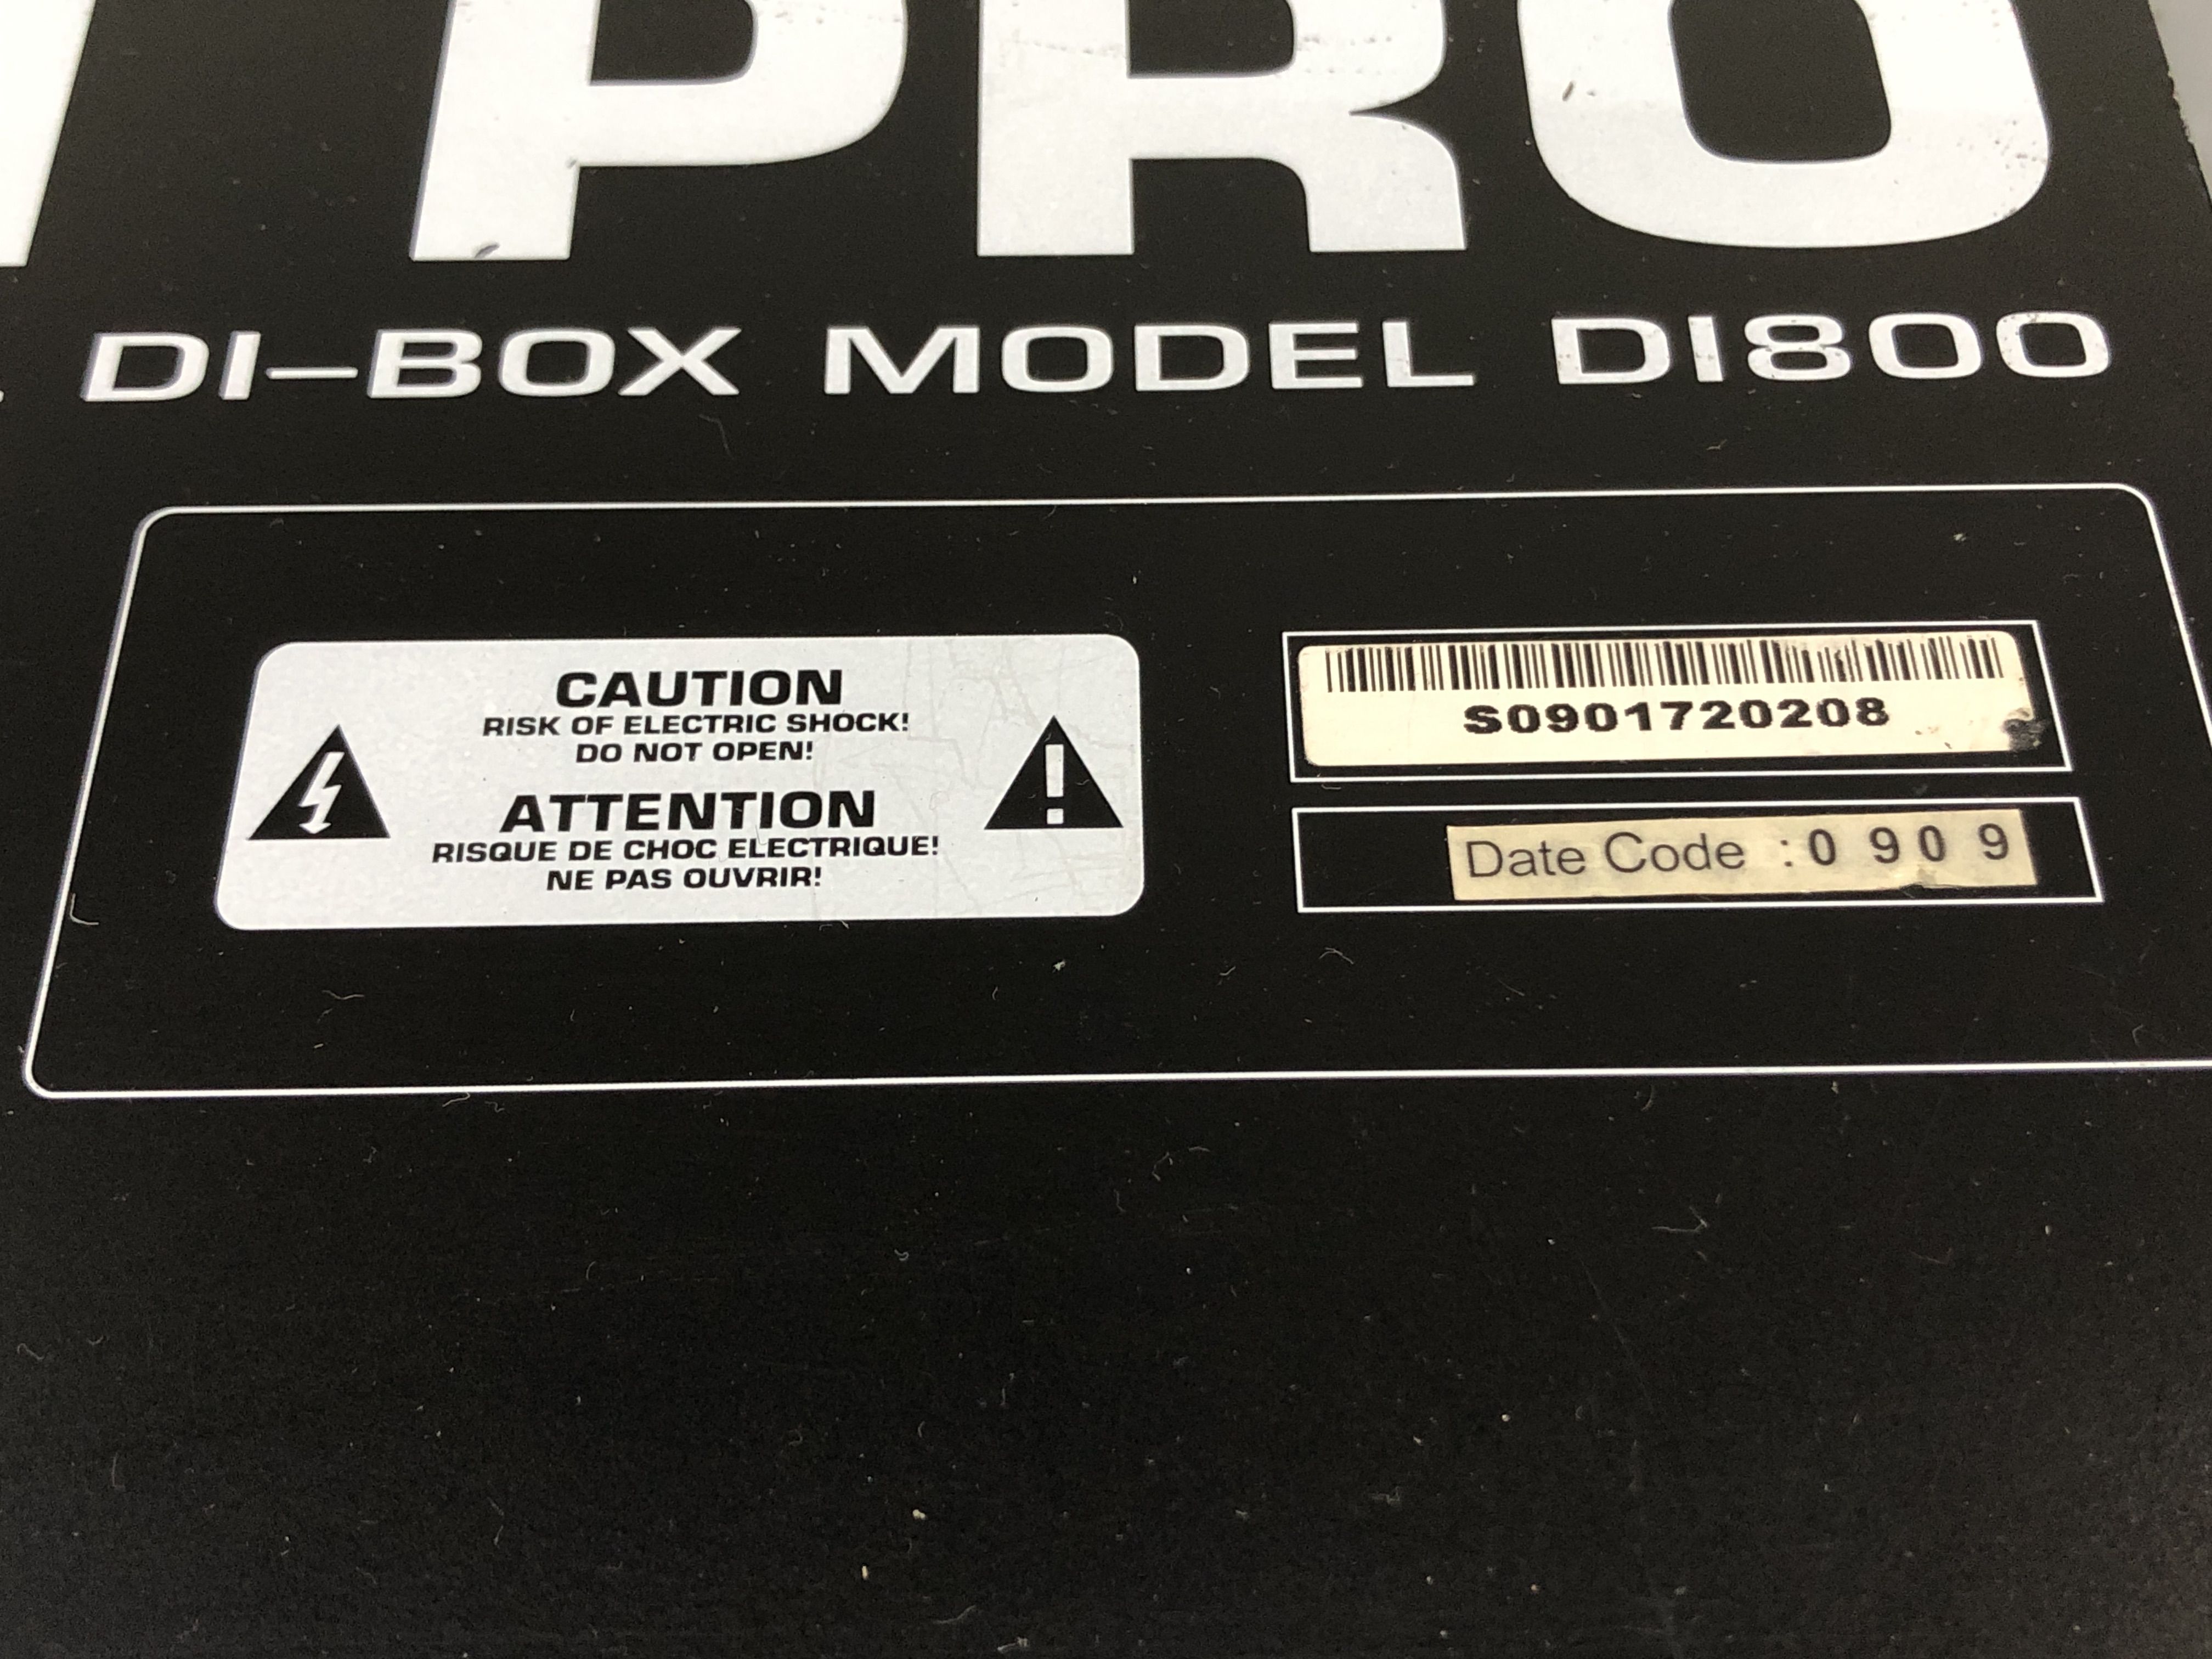 PRO
DI–BOX MODEL DI800
CAUTION
RISK OF ELECTRIC SHOCK!
DO NOT OPEN!
ATTENTION
RISQUE DE CHOC ELECTRIQUE!
NE PAS OUVRIR!
S0901720208
Date Code :0 9 0 9